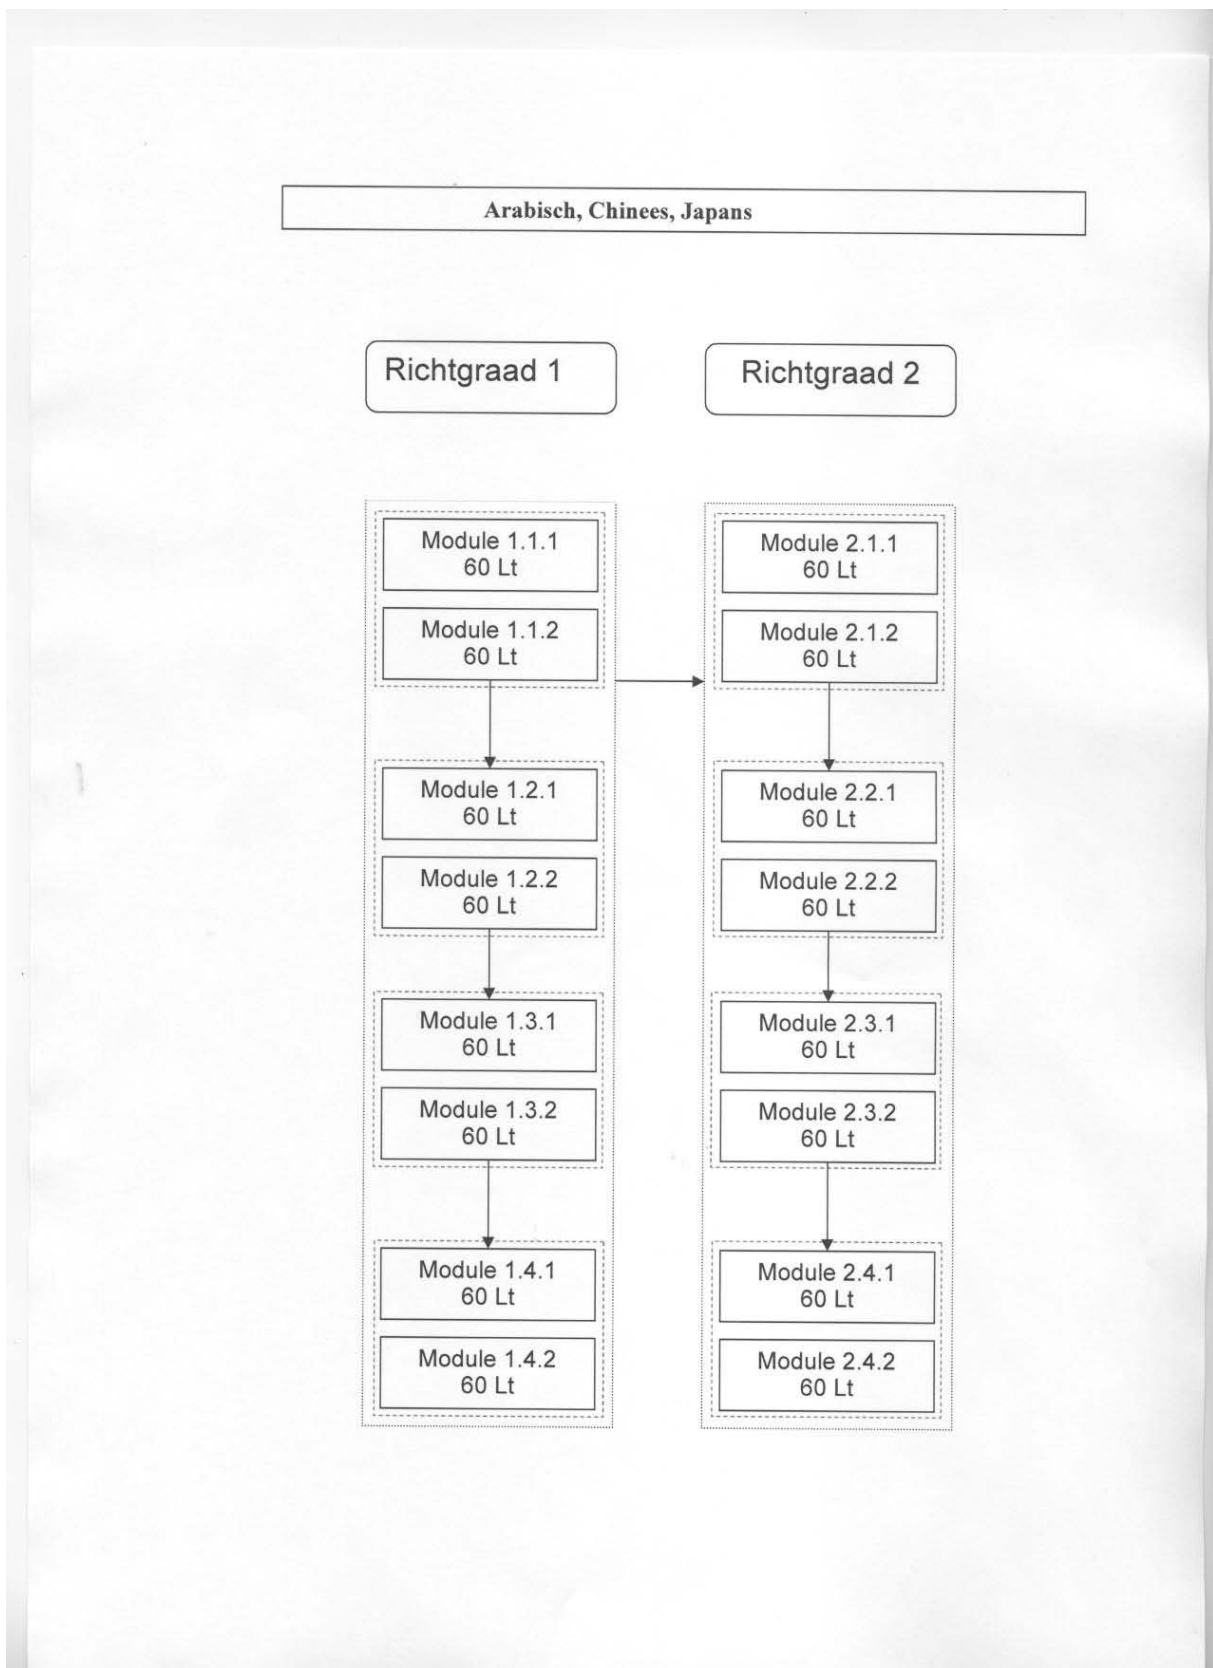 Arabisch, Chinees, Japans
Richtgraad 1
Richtgraad 2
Module 1.1.1
60 Lt
Module 1.1.2
60 Lt
Module 1.2.1
60 Lt
Module 1.2.2
60 Lt
Module 1.3.1
60 Lt
Module 1.3.2
60 Lt
Module 1.4.1
60 Lt
Module 1.4.2
60 Lt
Module 2.1.1
60 Lt
Module 2.1.2
60 Lt
Module 2.2.1
60 Lt
Module 2.2.2
60 Lt
Module 2.3.1
60 Lt
Module 2.3.2
60 Lt
Module 2.4.1
60 Lt
Module 2.4.2
60 Lt